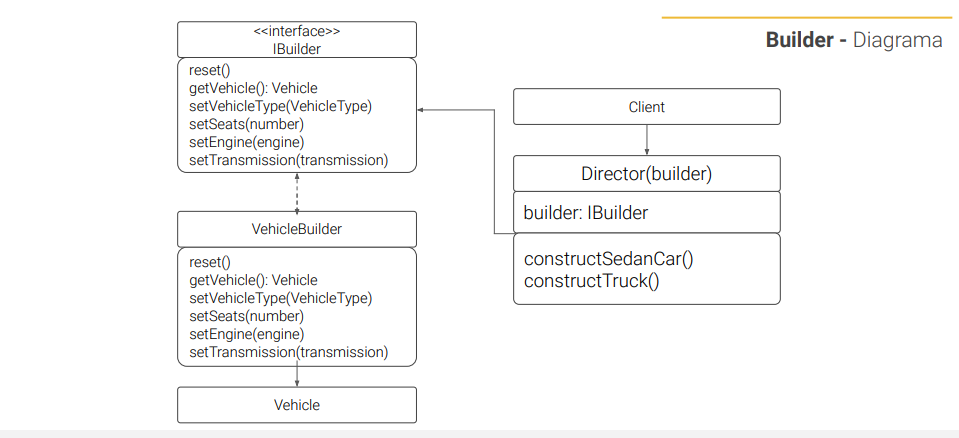 Builder - Diagrama
<<interface>>
IBuilder
reset()
getVehicle(): Vehicle
setVehicleType(VehicleType)
setSeats(number)
setEngine(engine)
setTransmission(transmission)
VehicleBuilder
reset()
getVehicle(): Vehicle
setVehicleType(VehicleType)
setSeats(number)
setEngine(engine)
setTransmission(transmission)
Vehicle
Client
Director(builder)
builder: IBuilder
constructSedanCar()
constructTruck()